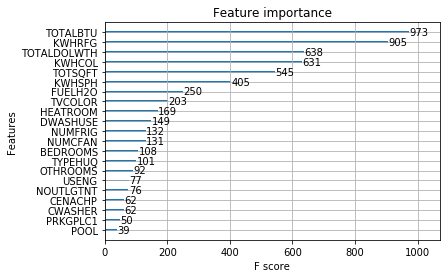 Feature importance
TOTALBTU 973
KWHRFG 905
TOTALDOLWTH 638
KWHCOL 631
TOTSQFT 545
KWHSPH 405
FUELH2O 250
TVCOLOR 203
HEATROOM 169
DWASHUSE 149
NUMFRIG 132
NUMCFAN 131
BEDROOMS 108
TYPEHUQ 101
OTHROOMS 92
USENG 77
NOUTLGTNT 76
CENACHP 62
CWASHER 62
PRKGPLC1 50
POOL 39
Features
0 200 400 600 800 1000
F score